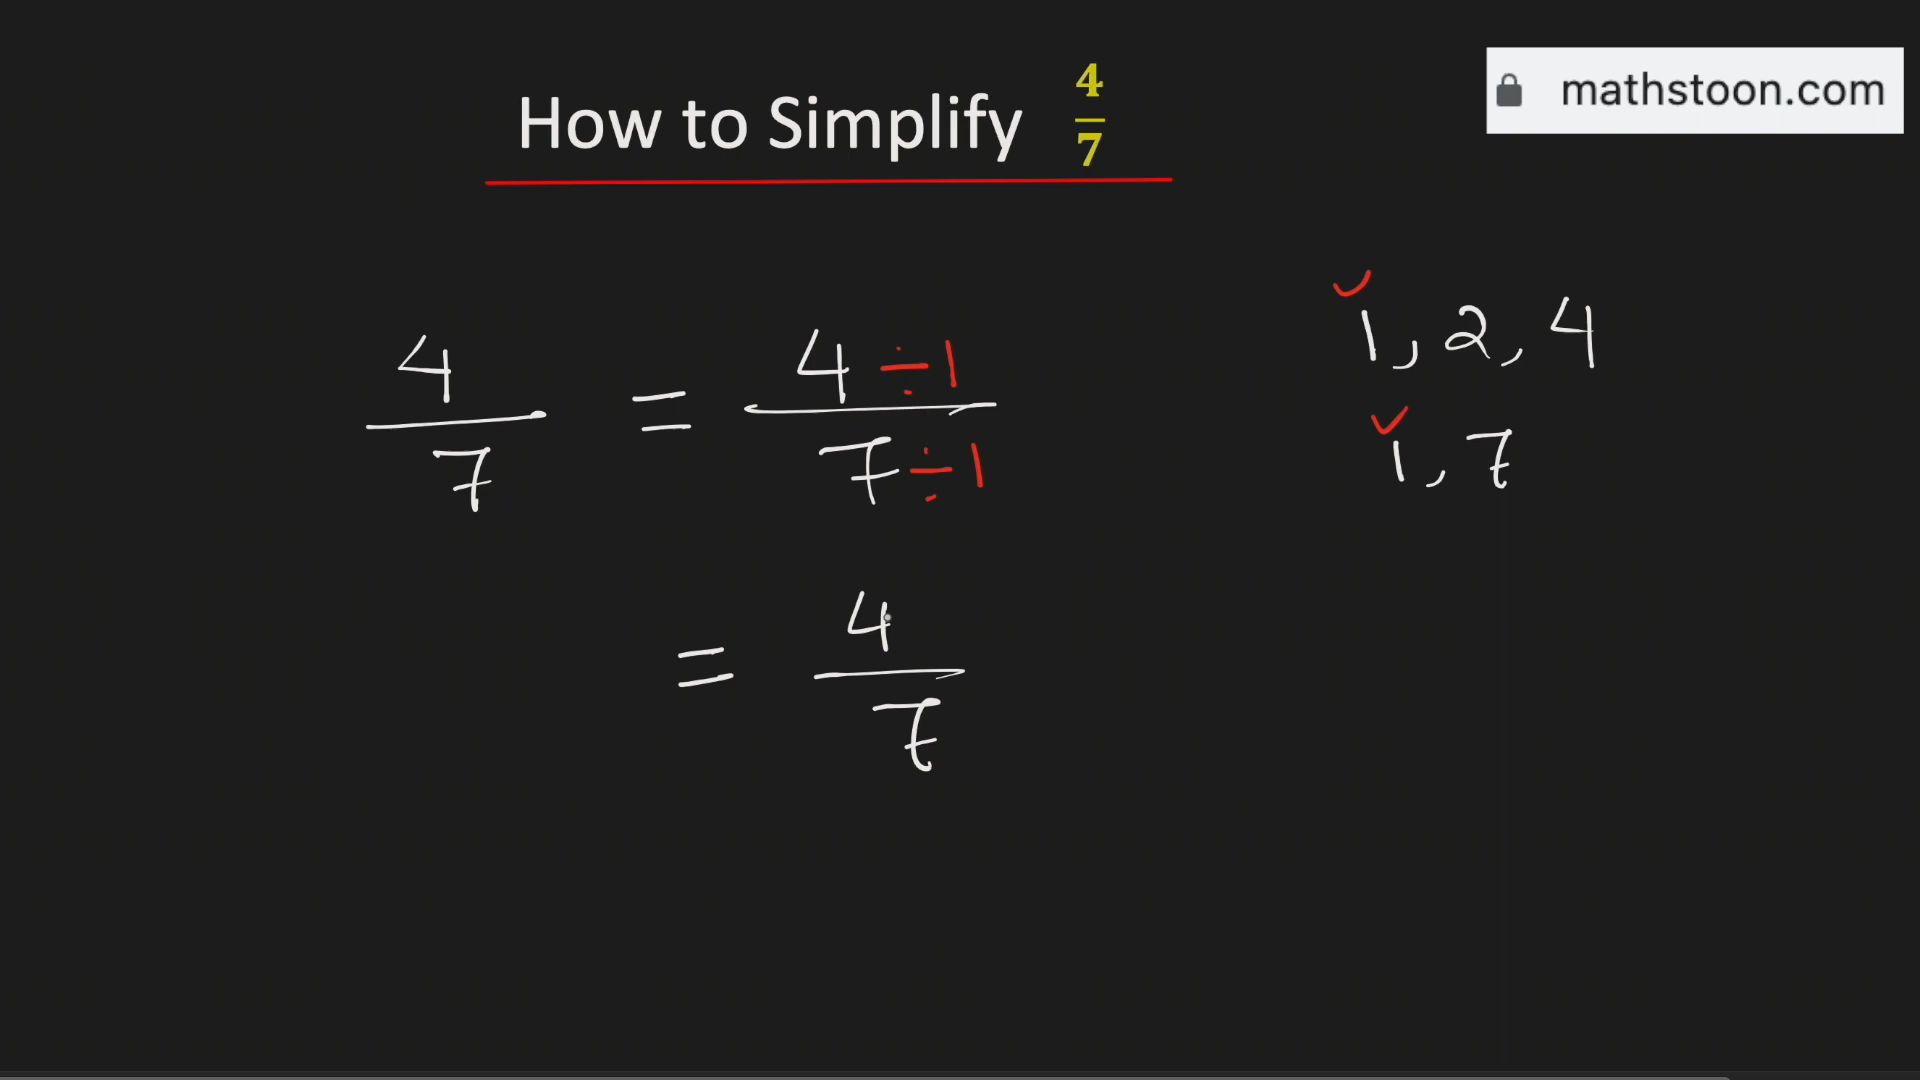 How to Simplify 4/7
mathstoon.com
4/7 = 4÷1/7÷1
1, 2, 4
1, 7
= 4/7